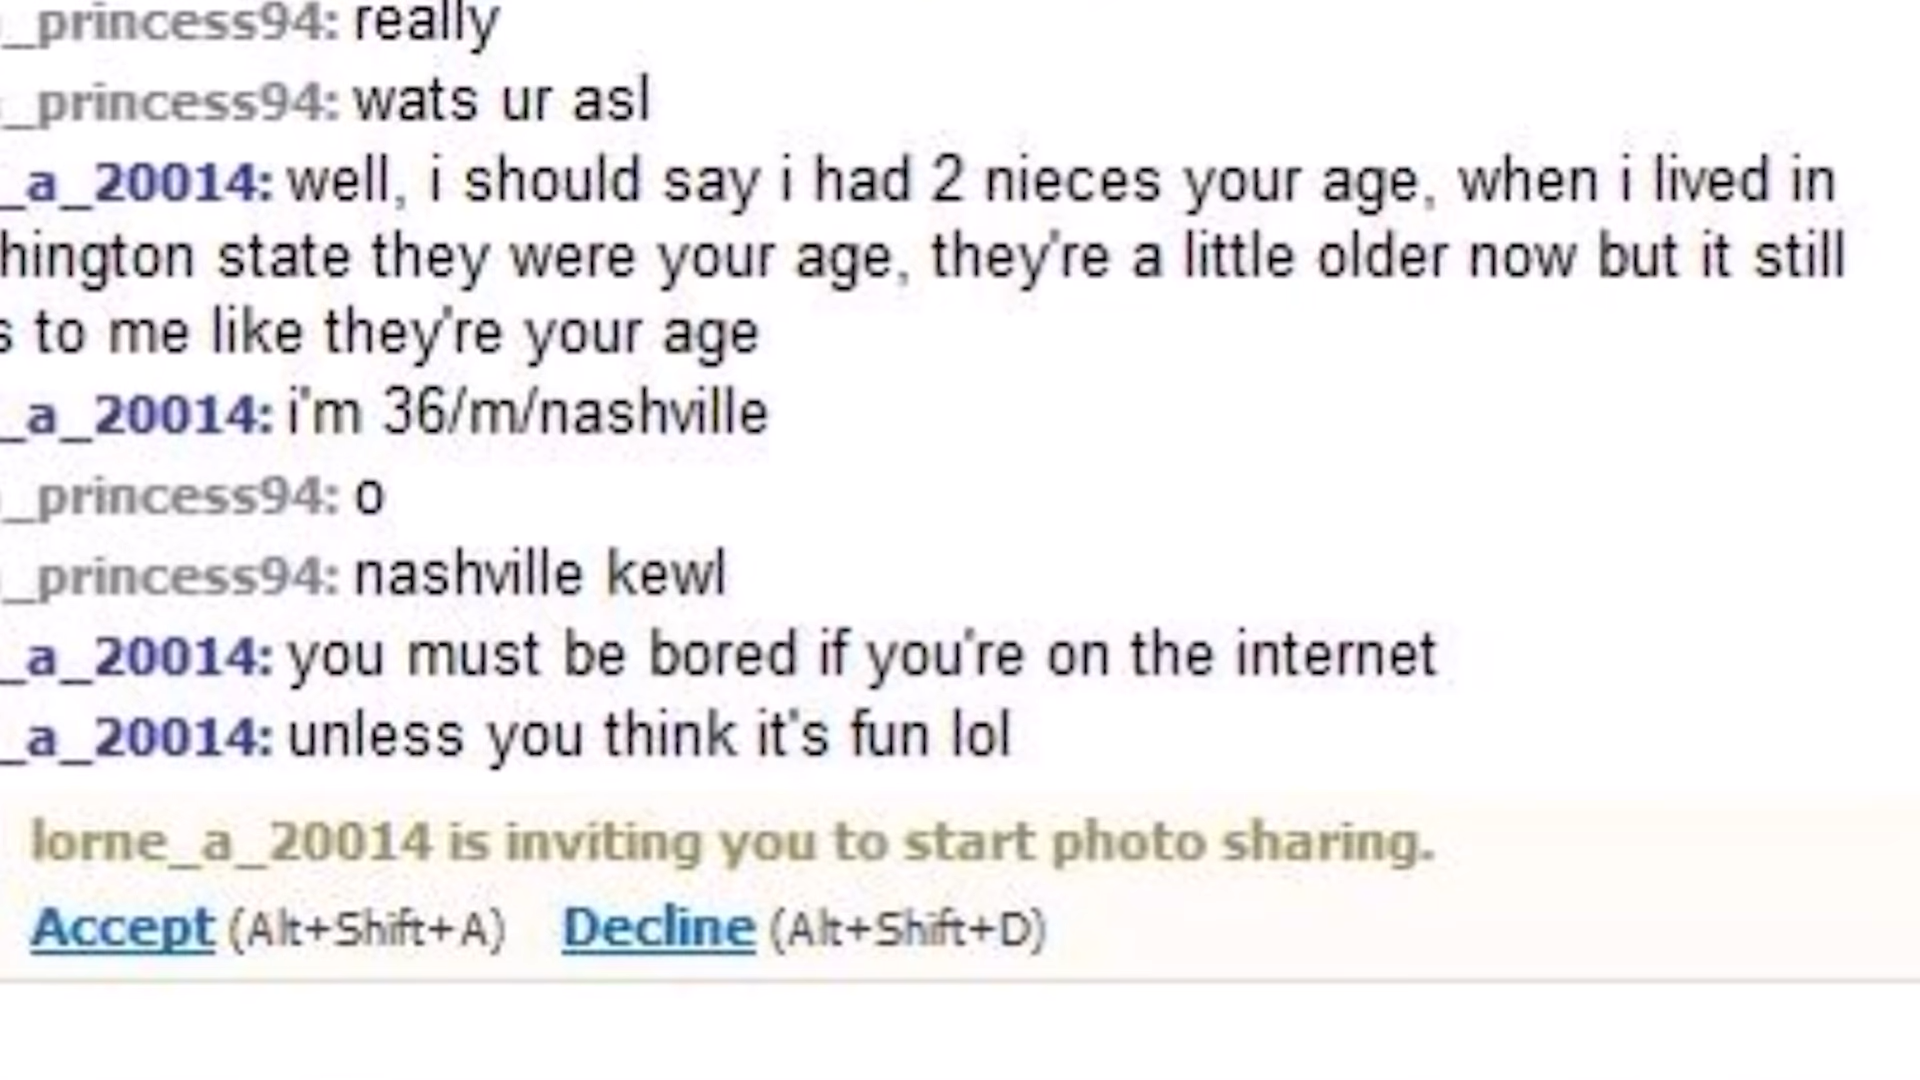 _princess94: really
_princess94: wats ur asl
_a_20014: well, i should say i had 2 nieces your age, when i lived in
hington state they were your age, they're a little older now but it still
s to me like they're your age
_a_20014: i'm 36/m/nashville
_princess94: o
_princess94: nashville kewl
_a_20014: you must be bored if you're on the internet
_a_20014: unless you think it's fun lol
lorne_a_20014 is inviting you to start photo sharing.
Accept (Alt+Shift+A) Decline (Alt+Shift+D)